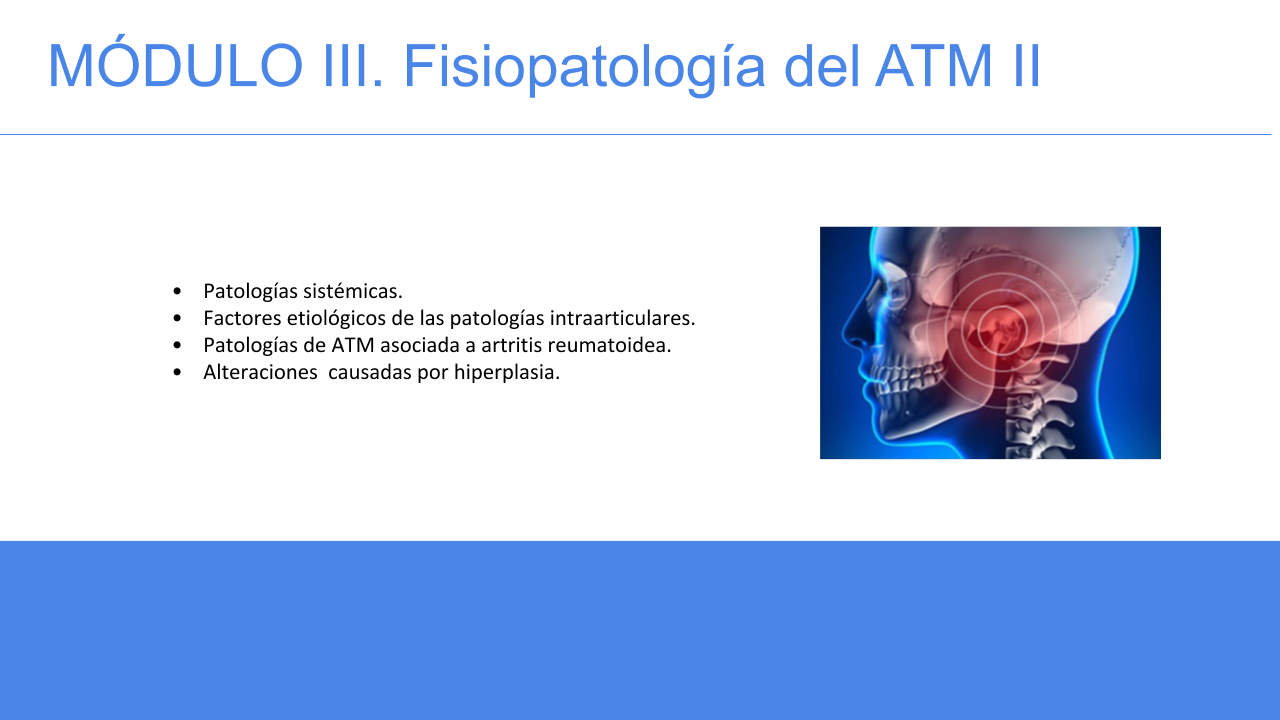 MÓDULO III. Fisiopatología del ATM II
• Patologías sistémicas.
• Factores etiológicos de las patologías intraarticulares.
• Patologías de ATM asociada a artritis reumatoidea.
• Alteraciones  causadas por hiperplasia.